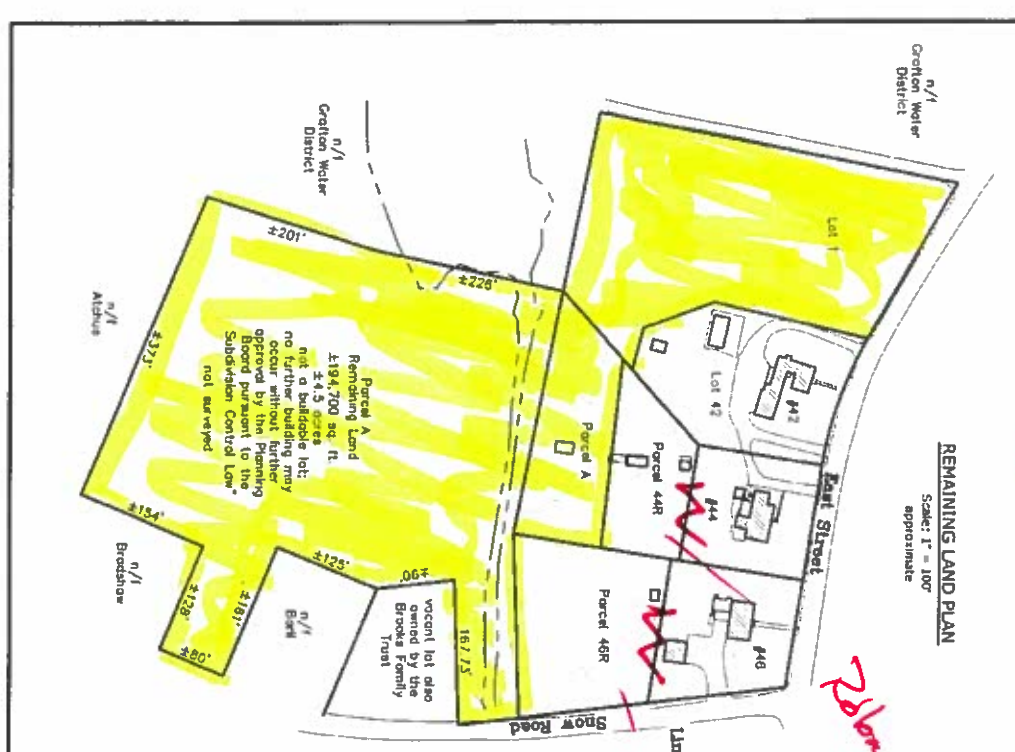 REMAINING LAND PLAN
Scale: 1" = 100'
approximate
n/f
Grafton Water
District
n/f
Grafton Water
District
Lot 1
Lot 42
#42
East Street
#44
Parcel 44R
Parcel A
#46
Parcel 46R
Snow Road
±201'
±226'
±373'
Parcel A
Remaining Land
±194,700 sq. ft.
±4.5 acres
not a buildable lot;
no further building may
occur without further
approval by the Planning
Board pursuant to the
Subdivision Control Law"
not surveyed
n/f
±154'
n/f
Bradshaw
±128'
±80'
±181'
±125'
±90'
167.75'
n/f
vacant lot also
owned by the
Brooks Family
Trust